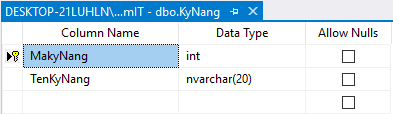 DESKTOP-21LUHLN\...mIT - dbo.KyNang
Column Name Data Type Allow Nulls
MakyNang int
TenKyNang nvarchar(20)